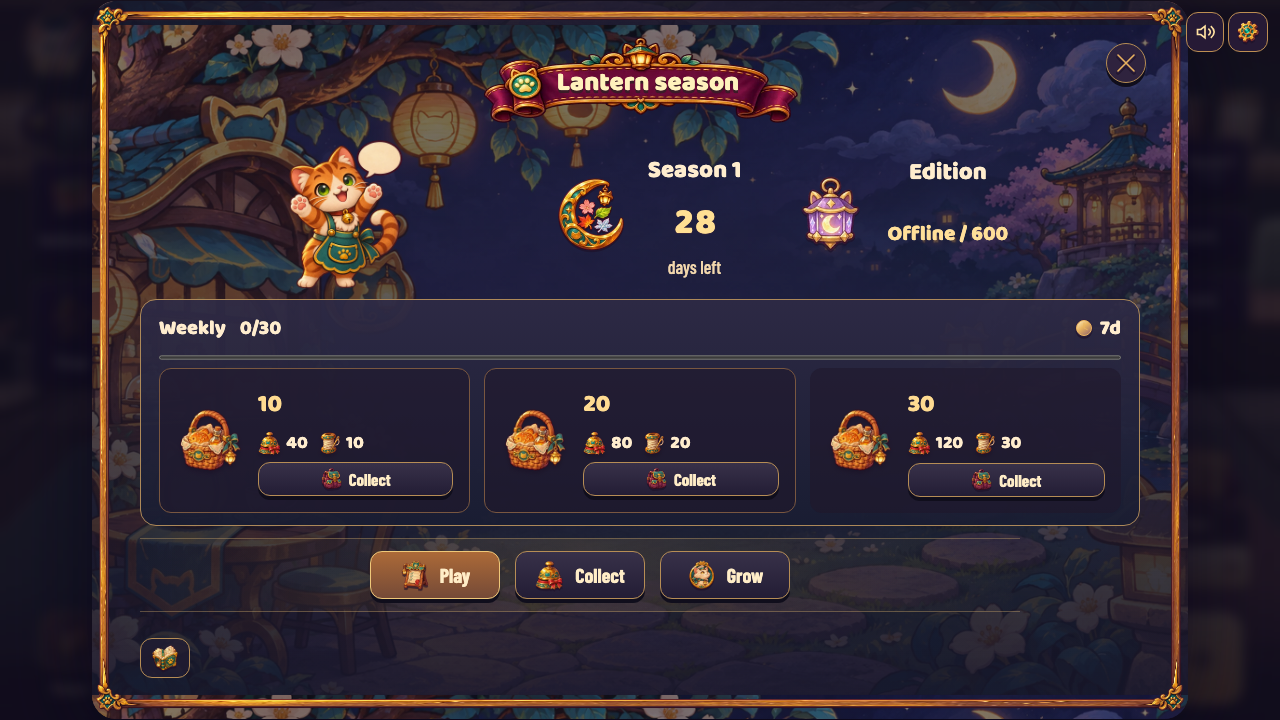 Lantern season
Season 1
28
days left
Edition
Offline / 600
Weekly 0/30
7d
10
40 10
Collect
20
80 20
Collect
30
120 30
Collect
Play
Collect
Grow